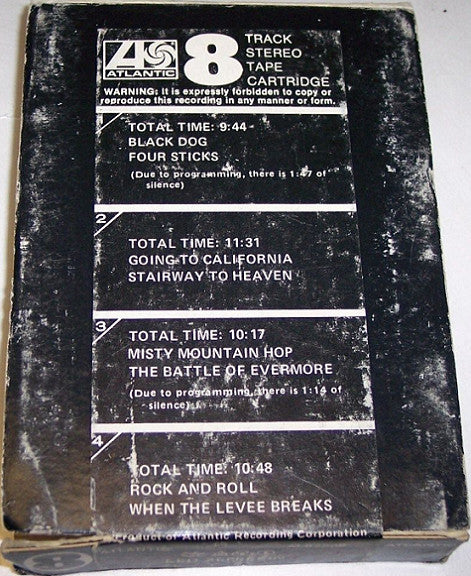 ATLANTIC
8
TRACK
STEREO
TAPE
CARTRIDGE
WARNING: It is expressly forbidden to copy or
reproduce this recording in any manner or form.
TOTAL TIME: 9:44
BLACK DOG
FOUR STICKS
(Due to programming, there is 1:47 of
silence)
2
TOTAL TIME: 11:31
GOING TO CALIFORNIA
STAIRWAY TO HEAVEN
3
TOTAL TIME: 10:17
MISTY MOUNTAIN HOP
THE BATTLE OF EVERMORE
(Due to programming, there is 1:14 of
silence)
4
TOTAL TIME: 10:48
ROCK AND ROLL
WHEN THE LEVEE BREAKS
Product of Atlantic Recording Corporation
8
ATLANTIC